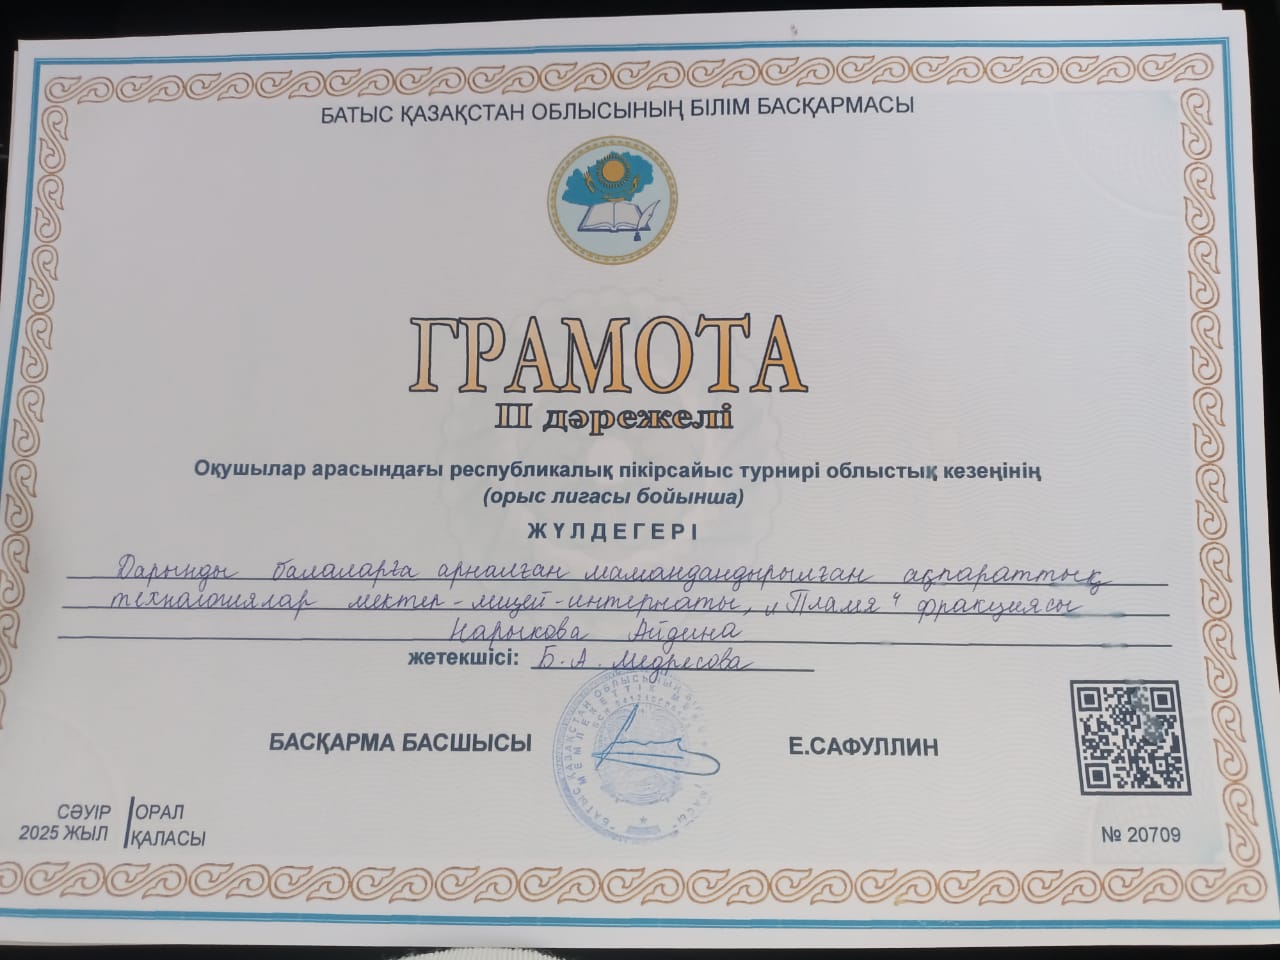 БАТЫС ҚАЗАҚСТАН ОБЛЫСЫНЫҢ БІЛІМ БАСҚАРМАСЫ
ГРАМОТА
II дәрежелі
Оқушылар арасындағы республикалық пікірсайыс турнирі облыстық кезеңінің
(орыс лигасы бойынша)
ЖҮЛДЕГЕРІ
Дарынды балаларға арналған мамандандырылған ақпараттық
технологиялар мектеп-лицей-интернаты, „Пламя“ фракциясы
Нарыкова Айдина
жетекшісі: Б.А. Медресова
БАСҚАРМА БАСШЫСЫ
Е.САФУЛЛИН
СӘУІР
2025 ЖЫЛ
ОРАЛ
ҚАЛАСЫ
№ 20709